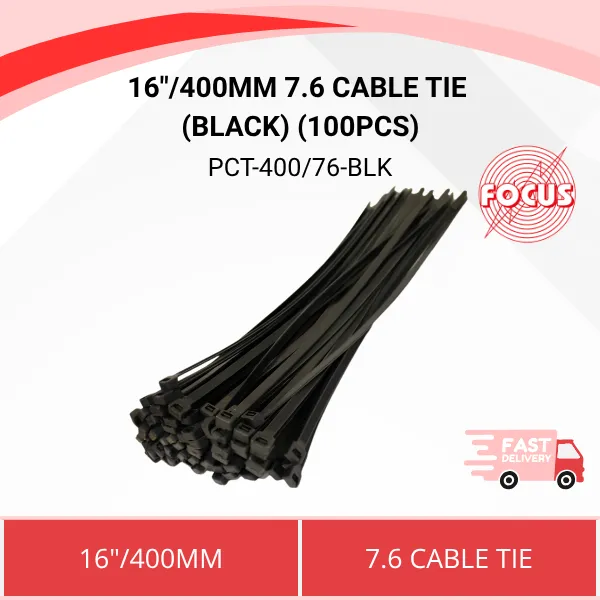 16"/400MM 7.6 CABLE TIE
(BLACK) (100PCS)
PCT-400/76-BLK
FOCUS
FAST
DELIVERY
16"/400MM
7.6 CABLE TIE